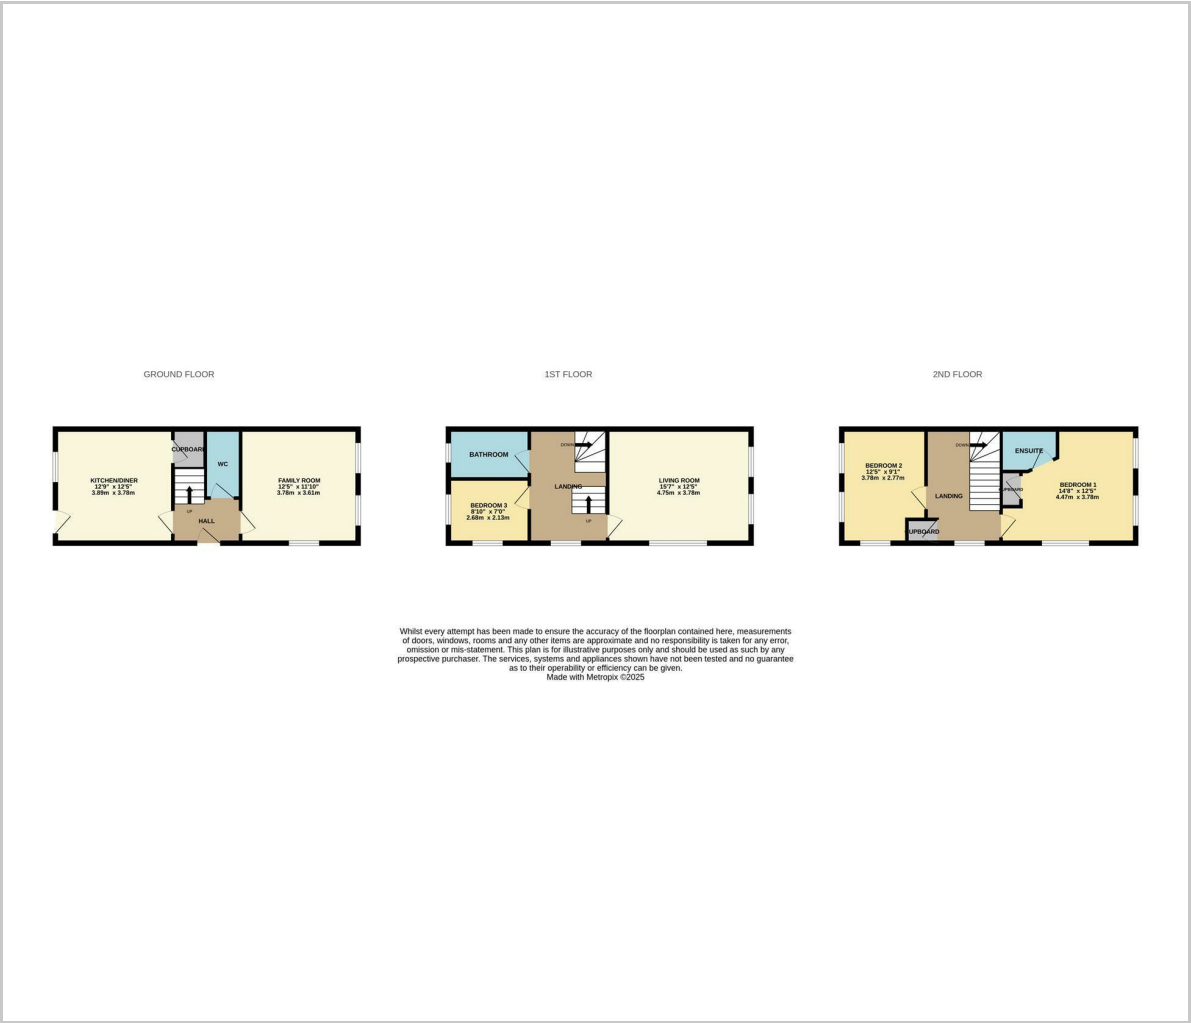 GROUND FLOOR
CUPBOARD
WC
KITCHEN/DINER
12'9" x 12'5"
3.89m x 3.78m
FAMILY ROOM
12'5" x 11'10"
3.78m x 3.61m
UP
HALL
1ST FLOOR
DOWN
BATHROOM
LANDING
LIVING ROOM
15'7" x 12'5"
4.75m x 3.78m
BEDROOM 3
8'10" x 7'0"
2.68m x 2.13m
UP
2ND FLOOR
DOWN
ENSUITE
BEDROOM 2
12'5" x 9'1"
3.78m x 2.77m
CUPBOARD
BEDROOM 1
14'8" x 12'5"
4.47m x 3.78m
LANDING
CUPBOARD
Whilst every attempt has been made to ensure the accuracy of the floorplan contained here, measurements
of doors, windows, rooms and any other items are approximate and no responsibility is taken for any error,
omission or mis-statement. This plan is for illustrative purposes only and should be used as such by any
prospective purchaser. The services, systems and appliances shown have not been tested and no guarantee
as to their operability or efficiency can be given.
Made with Metropix ©2025